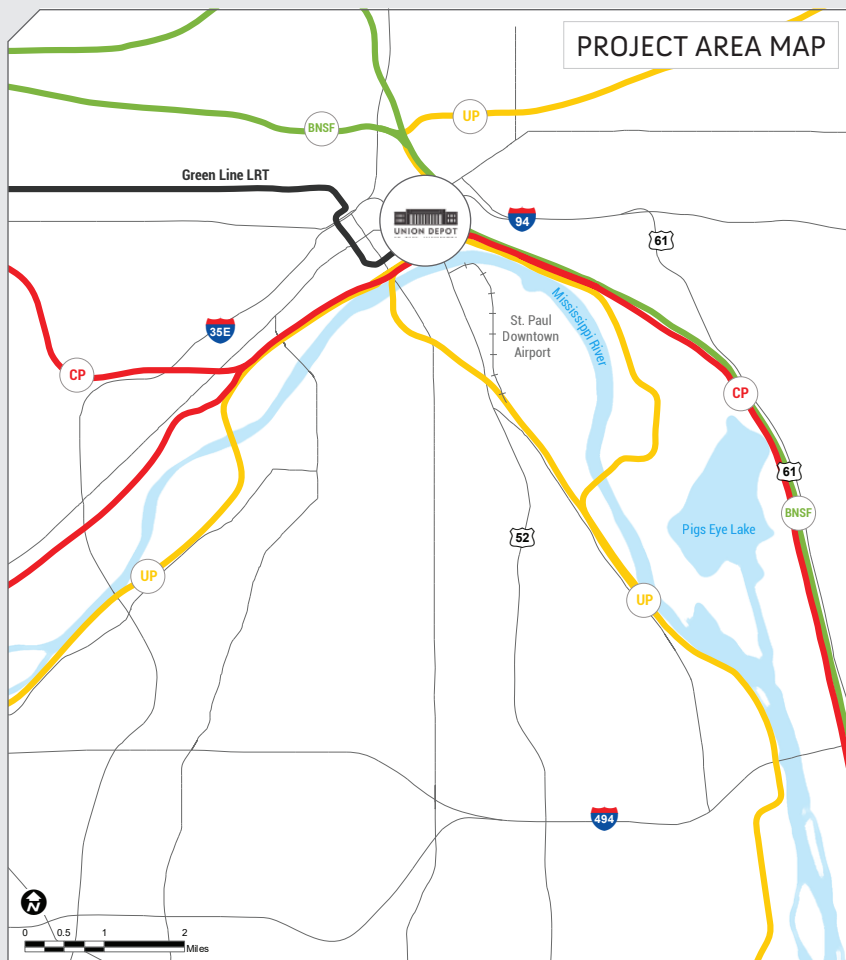 PROJECT AREA MAP
UP
BNSF
Green Line LRT
UNION DEPOT
94
61
35E
St. Paul
Downtown
Airport
Mississippi River
CP
CP
61
BNSF
Pigs Eye Lake
52
UP
UP
494
N
0 0.5 1 2
Miles